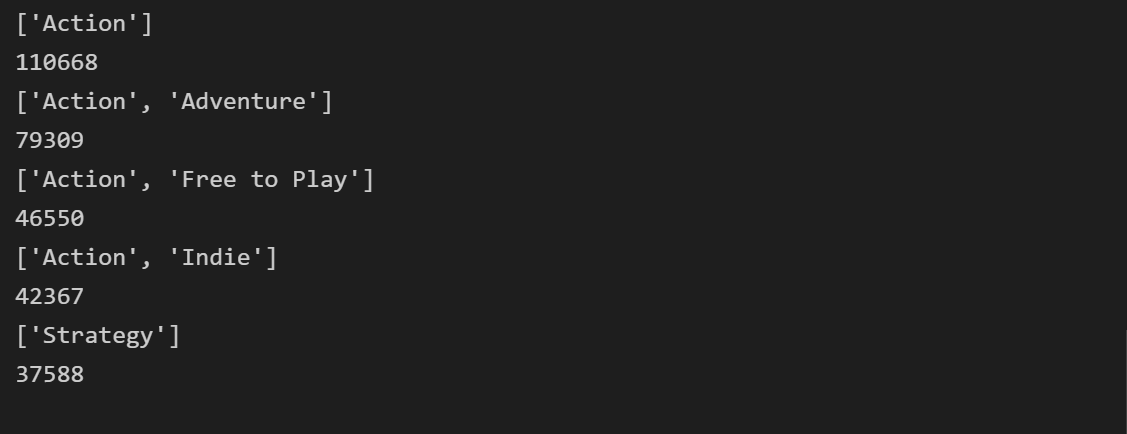 ['Action']
110668
['Action', 'Adventure']
79309
['Action', 'Free to Play']
46550
['Action', 'Indie']
42367
['Strategy']
37588